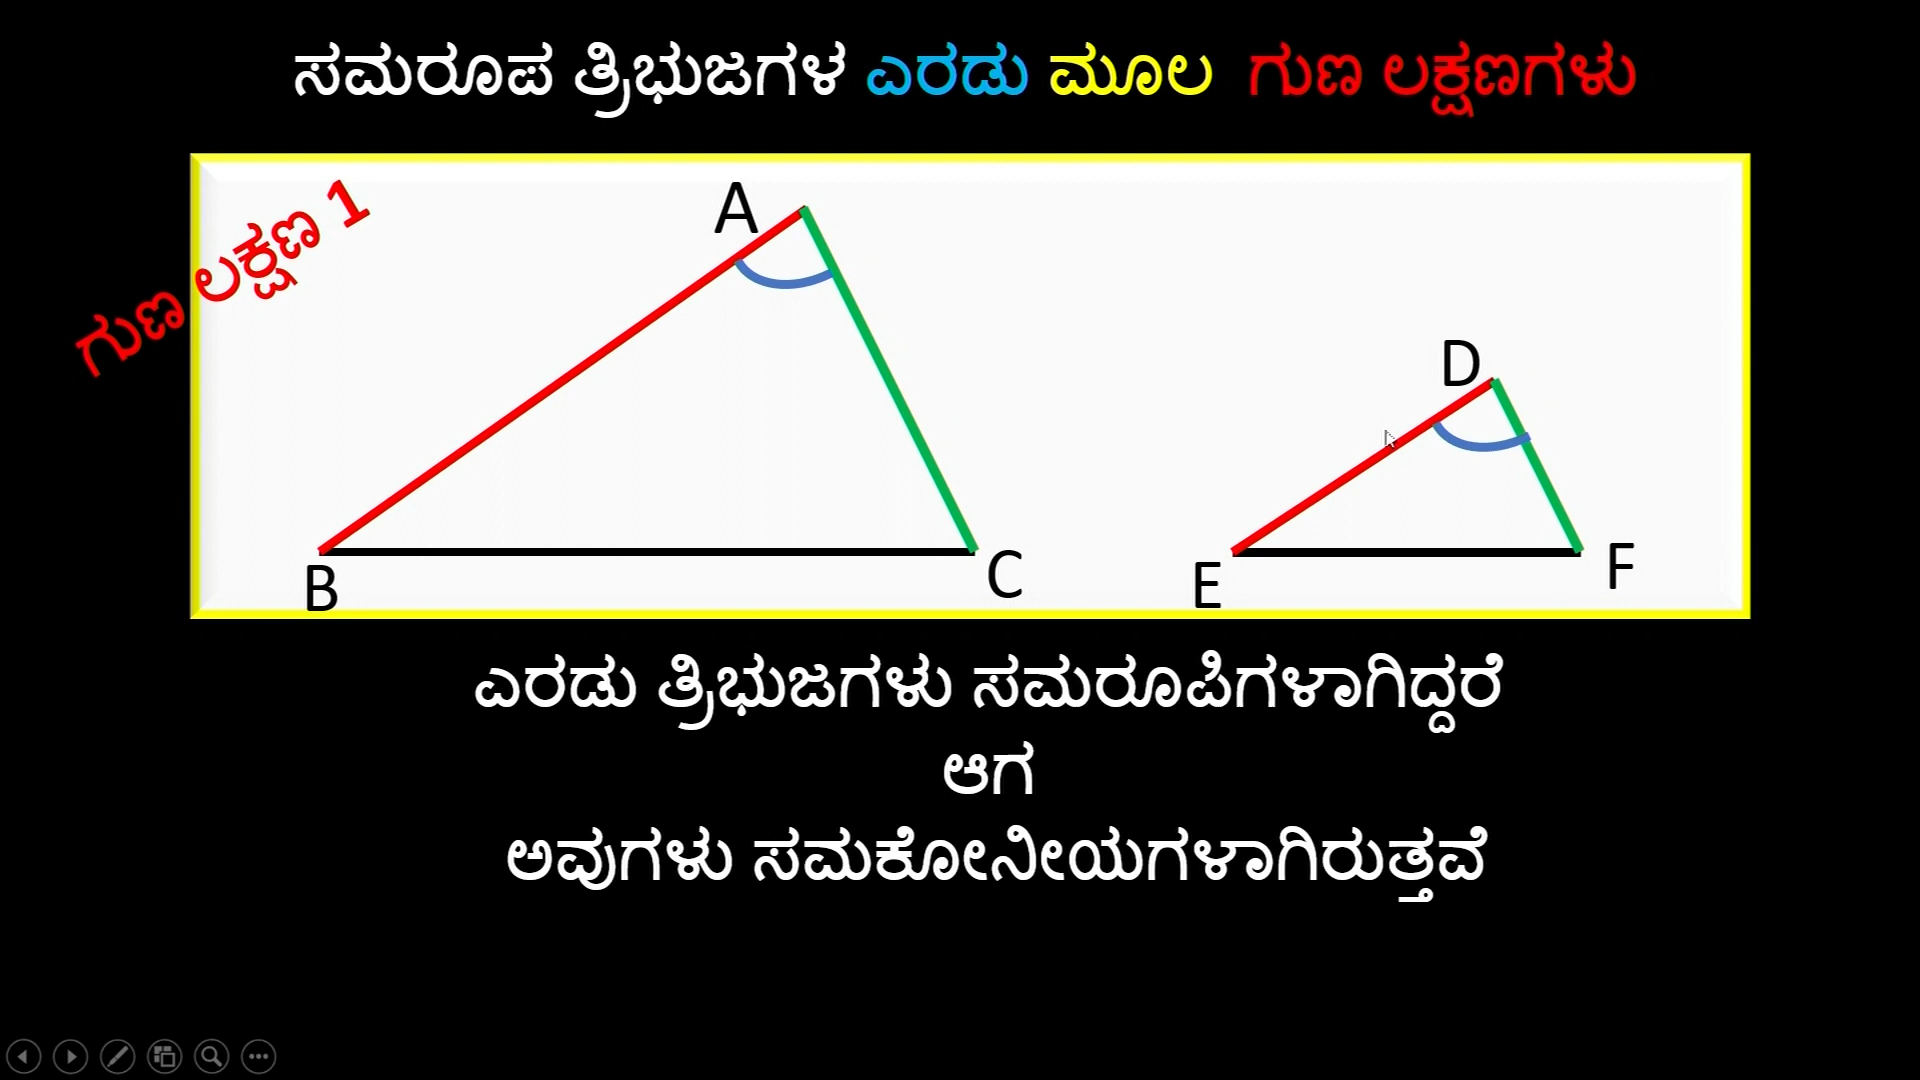 ಸಮರೂಪ ತ್ರಿಭುಜಗಳ ಎರಡು ಮೂಲ ಗುಣ ಲಕ್ಷಣಗಳು
ಗುಣ ಲಕ್ಷಣ 1
A
D
B
C
E
F
ಎರಡು ತ್ರಿಭುಜಗಳು ಸಮರೂಪಿಗಳಾಗಿದ್ದರೆ
ಆಗ
ಅವುಗಳು ಸಮಕೋನೀಯಗಳಾಗಿರುತ್ತವೆ